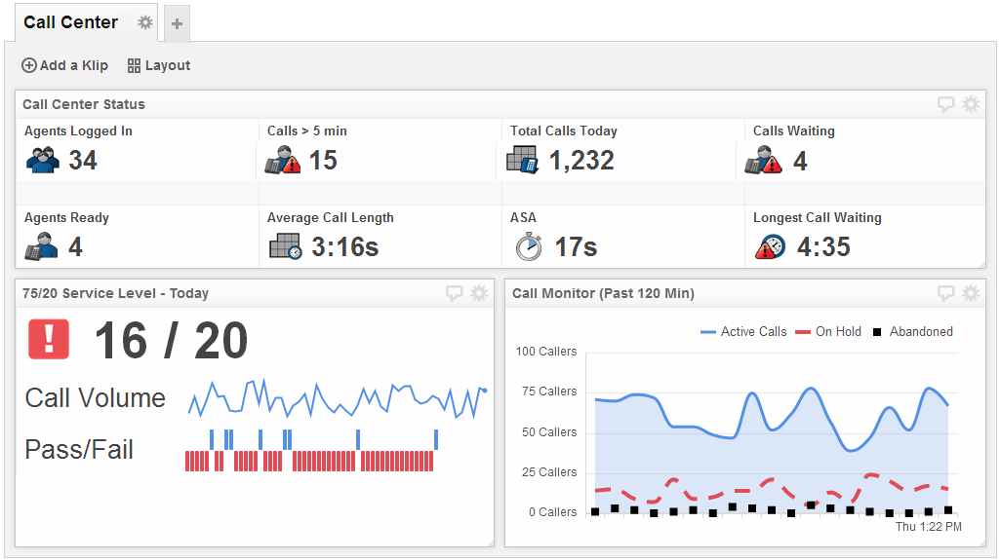 Call Center
+
Add a Klip Layout
Call Center Status
Agents Logged In Calls > 5 min Total Calls Today Calls Waiting
34 15 1,232 4
Agents Ready Average Call Length ASA Longest Call Waiting
4 3:16s 17s 4:35
75/20 Service Level - Today
! 16 / 20
Call Volume
Pass/Fail
Call Monitor (Past 120 Min)
Active Calls On Hold Abandoned
100 Callers
75 Callers
50 Callers
25 Callers
0 Callers
Thu 1:22 PM